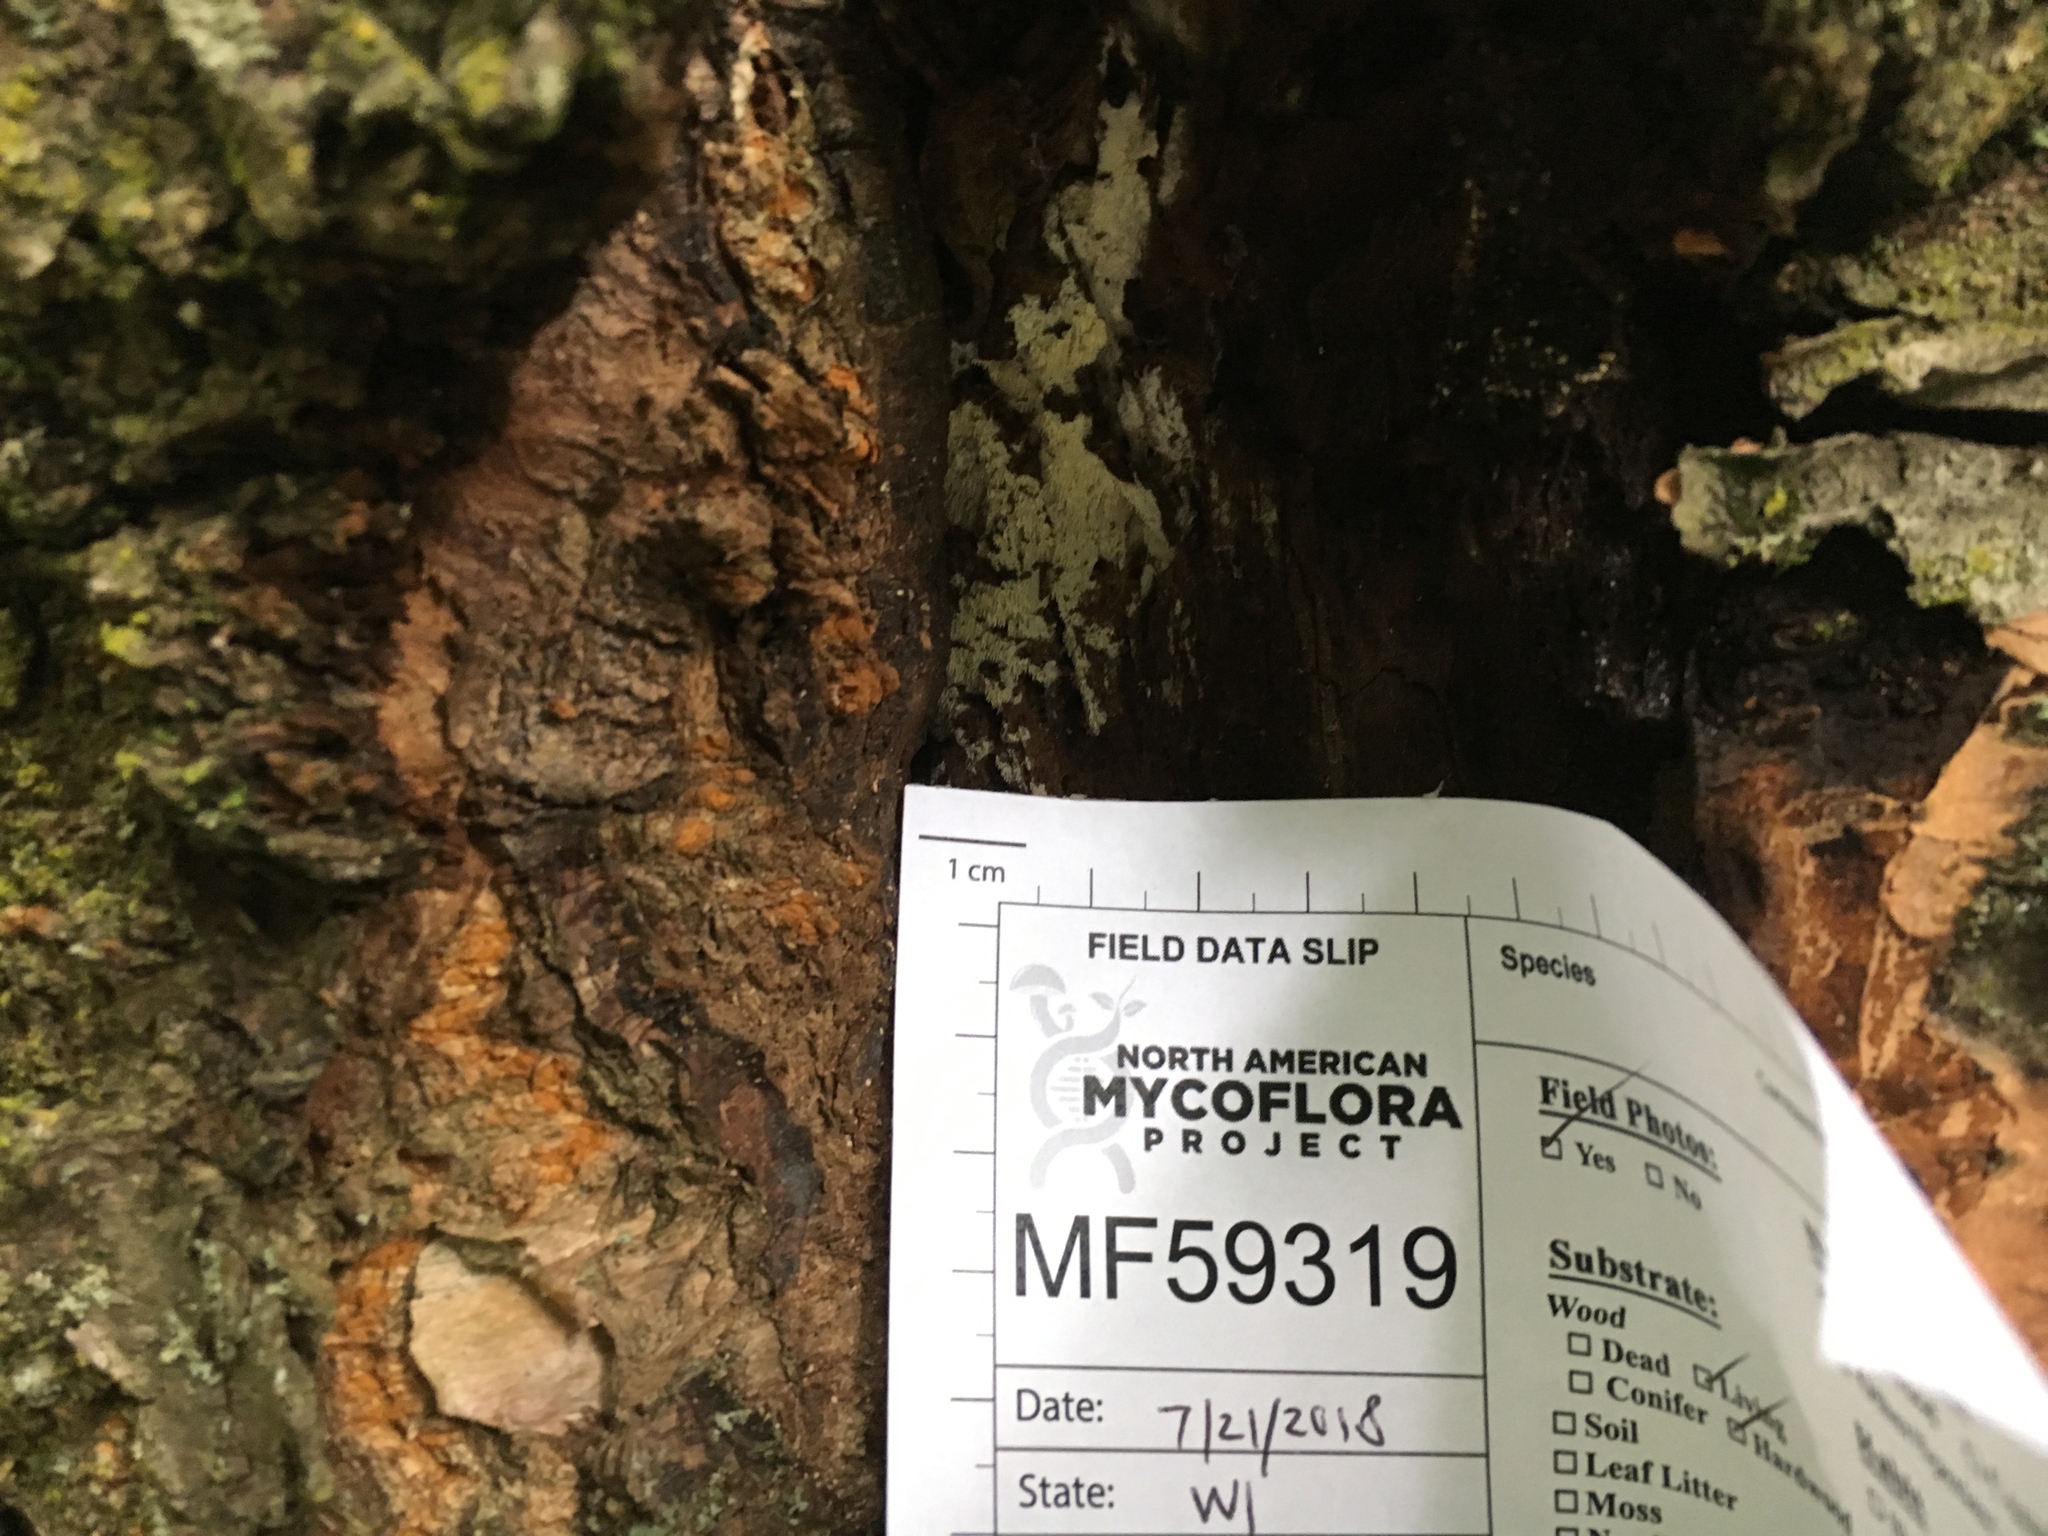 1 cm
FIELD DATA SLIP
NORTH AMERICAN
MYCOFLORA
PROJECT
MF59319
Date: 7/21/2018
State: WI
Species
Field Photos:
Yes No
Substrate:
Wood
Dead Living
Conifer Hardwood
Soil
Leaf Litter
Moss